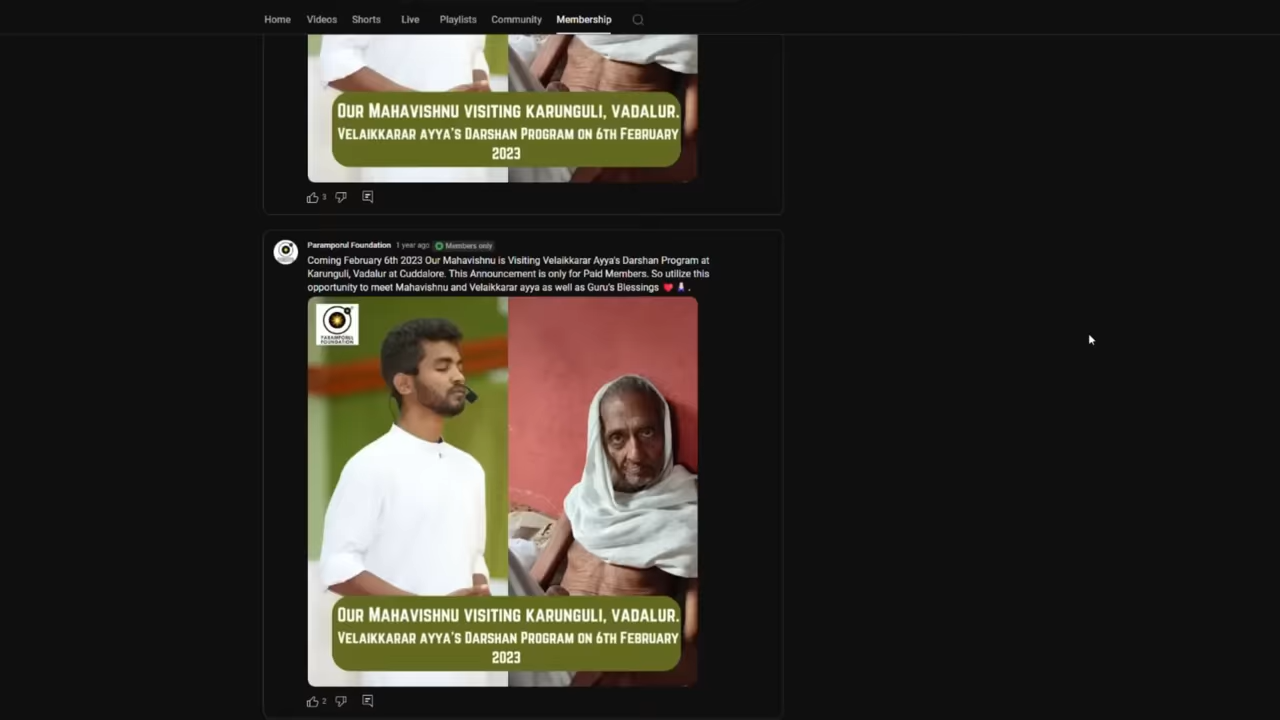 Home Videos Shorts Live Playlists Community Membership
OUR MAHAVISHNU VISITING KARUNGULI, VADALUR.
VELAIKKARAR AYYA'S DARSHAN PROGRAM ON 6TH FEBRUARY
2023
3
Paramporul Foundation 1 year ago Members only
Coming February 6th 2023 Our Mahavishnu is Visiting Velaikkarar Ayya's Darshan Program at
Karunguli, Vadalur at Cuddalore. This Announcement is only for Paid Members. So utilize this
opportunity to meet Mahavishnu and Velaikkarar ayya as well as Guru's Blessings ❤️ 🧘 .
PARAMPORUL
FOUNDATION
OUR MAHAVISHNU VISITING KARUNGULI, VADALUR.
VELAIKKARAR AYYA'S DARSHAN PROGRAM ON 6TH FEBRUARY
2023
2